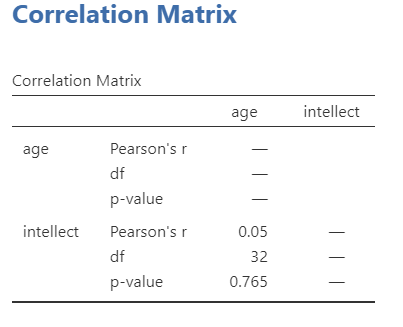 Correlation Matrix
Correlation Matrix
age intellect
age Pearson's r —
df —
p-value —
intellect Pearson's r 0.05 —
df 32 —
p-value 0.765 —